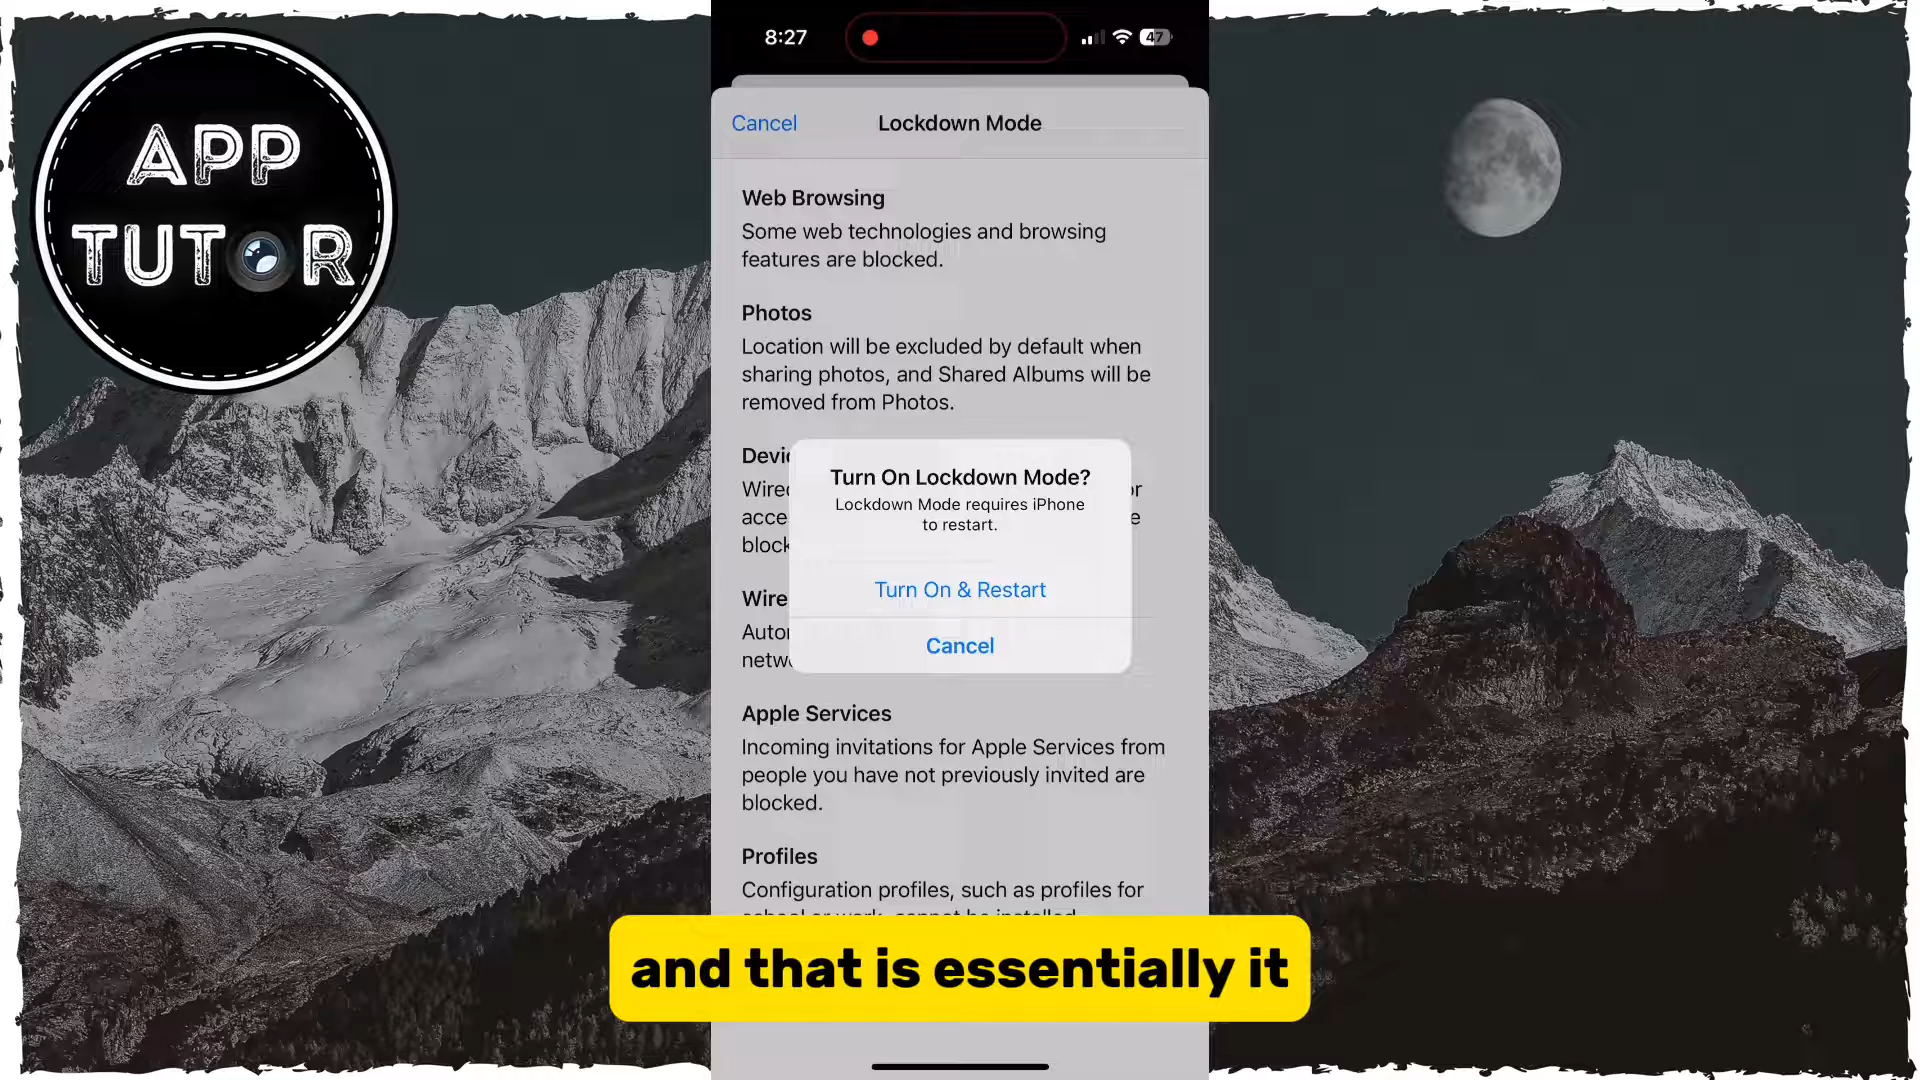 APP
TUTOR
8:27
47
Cancel
Lockdown Mode
Web Browsing
Some web technologies and browsing
features are blocked.
Photos
Location will be excluded by default when
sharing photos, and Shared Albums will be
removed from Photos.
Turn On Lockdown Mode?
Lockdown Mode requires iPhone
to restart.
Turn On & Restart
Cancel
Apple Services
Incoming invitations for Apple Services from
people you have not previously invited are
blocked.
Profiles
Configuration profiles, such as profiles for
and that is essentially it